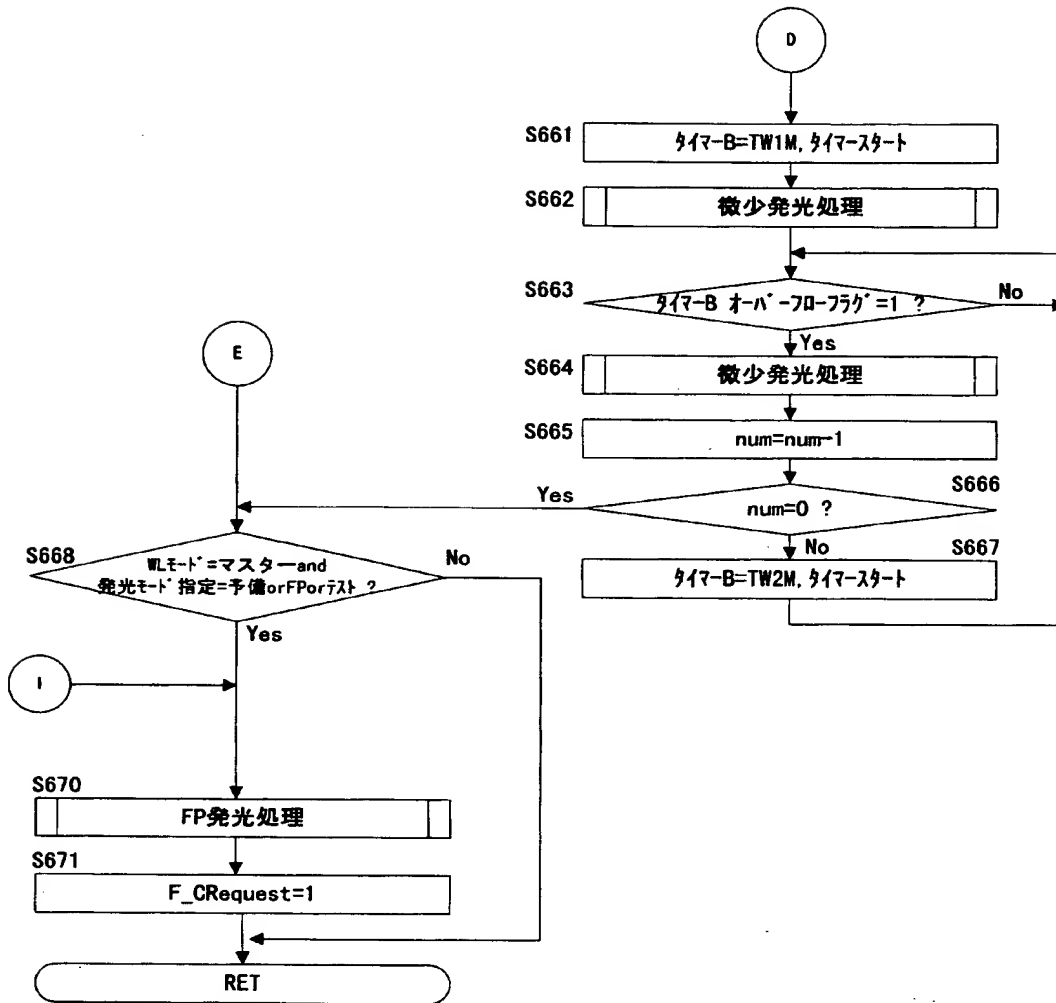 D
S661
タイマーB=TW1M,タイマースタート
S662
微少発光処理
S663
タイマーB オーバーフローフラグ=1 ?
No
Yes
S664
微少発光処理
S665
num=num-1
S666
num=0 ?
Yes
No
S667
タイマーB=TW2M,タイマースタート
E
S668
WLモード=マスターand
発光モード指定=予備orFPorテスト ?
No
Yes
I
S670
FP発光処理
S671
F_CRequest=1
RET